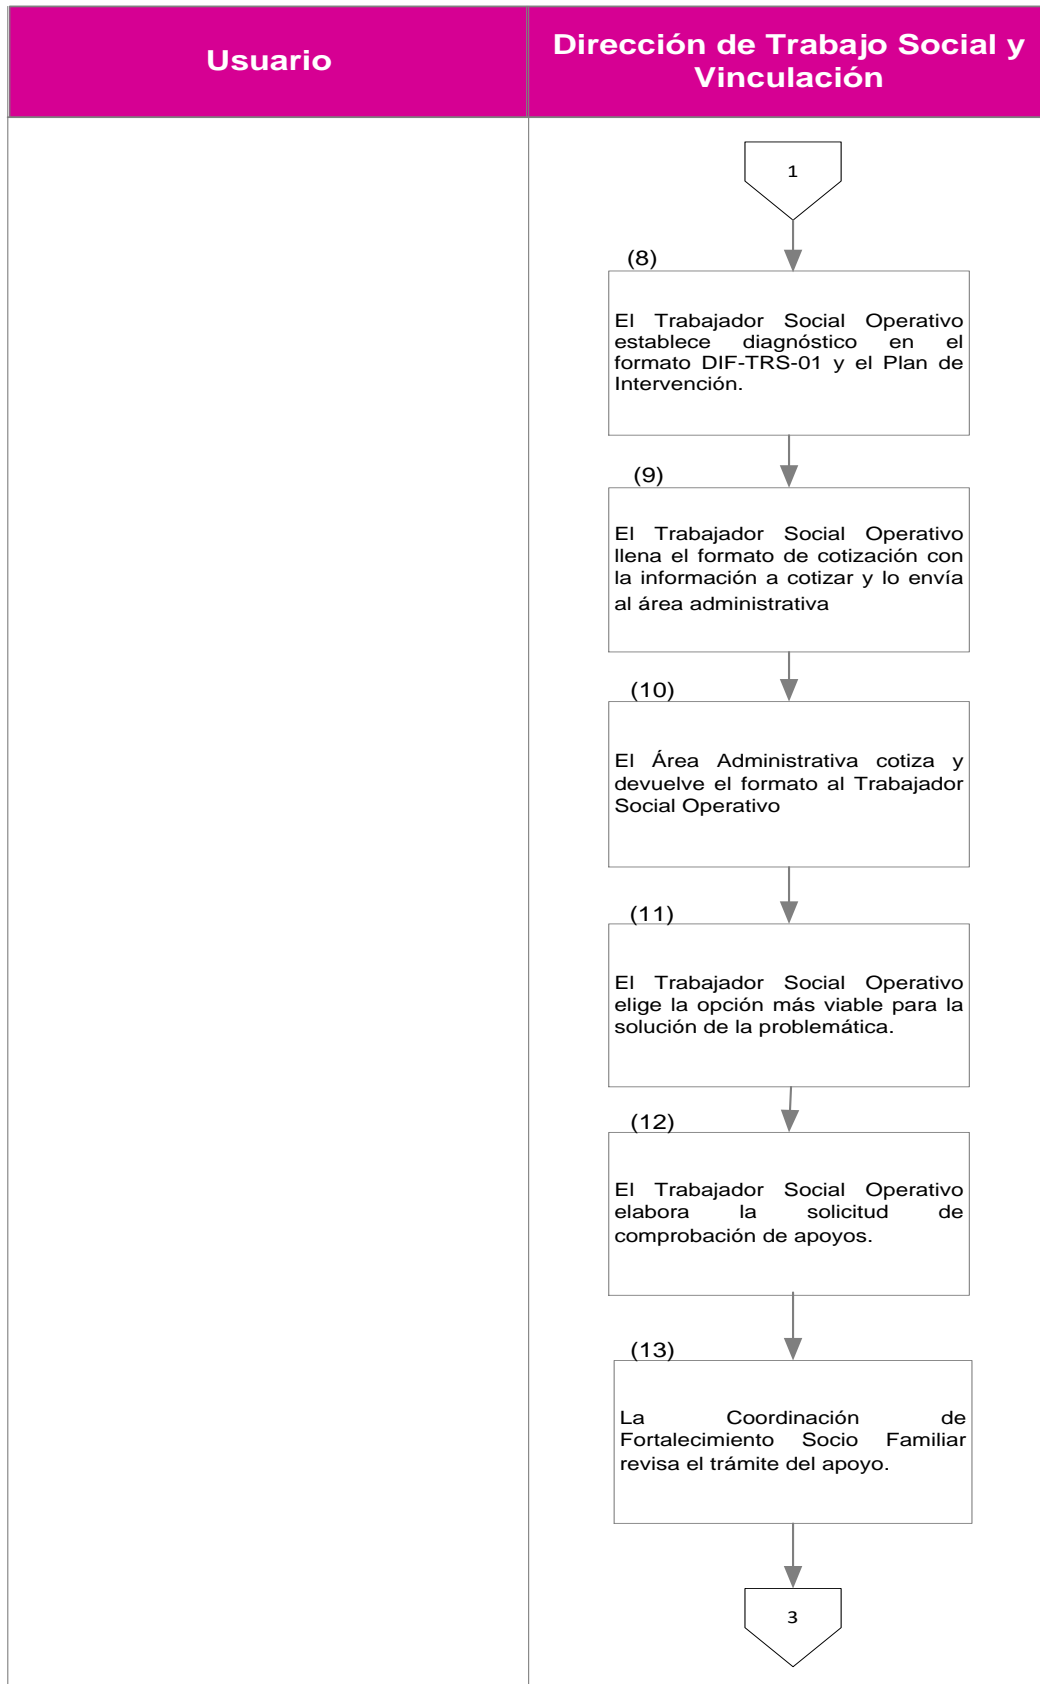 Usuario
Dirección de Trabajo Social y
Vinculación
1
(8)
El Trabajador Social Operativo
establece diagnóstico en el
formato DIF-TRS-01 y el Plan de
Intervención.
(9)
El Trabajador Social Operativo
llena el formato de cotización con
la información a cotizar y lo envía
al área administrativa
(10)
El Área Administrativa cotiza y
devuelve el formato al Trabajador
Social Operativo
(11)
El Trabajador Social Operativo
elige la opción más viable para la
solución de la problemática.
(12)
El Trabajador Social Operativo
elabora la solicitud de
comprobación de apoyos.
(13)
La Coordinación de
Fortalecimiento Socio Familiar
revisa el trámite del apoyo.
3